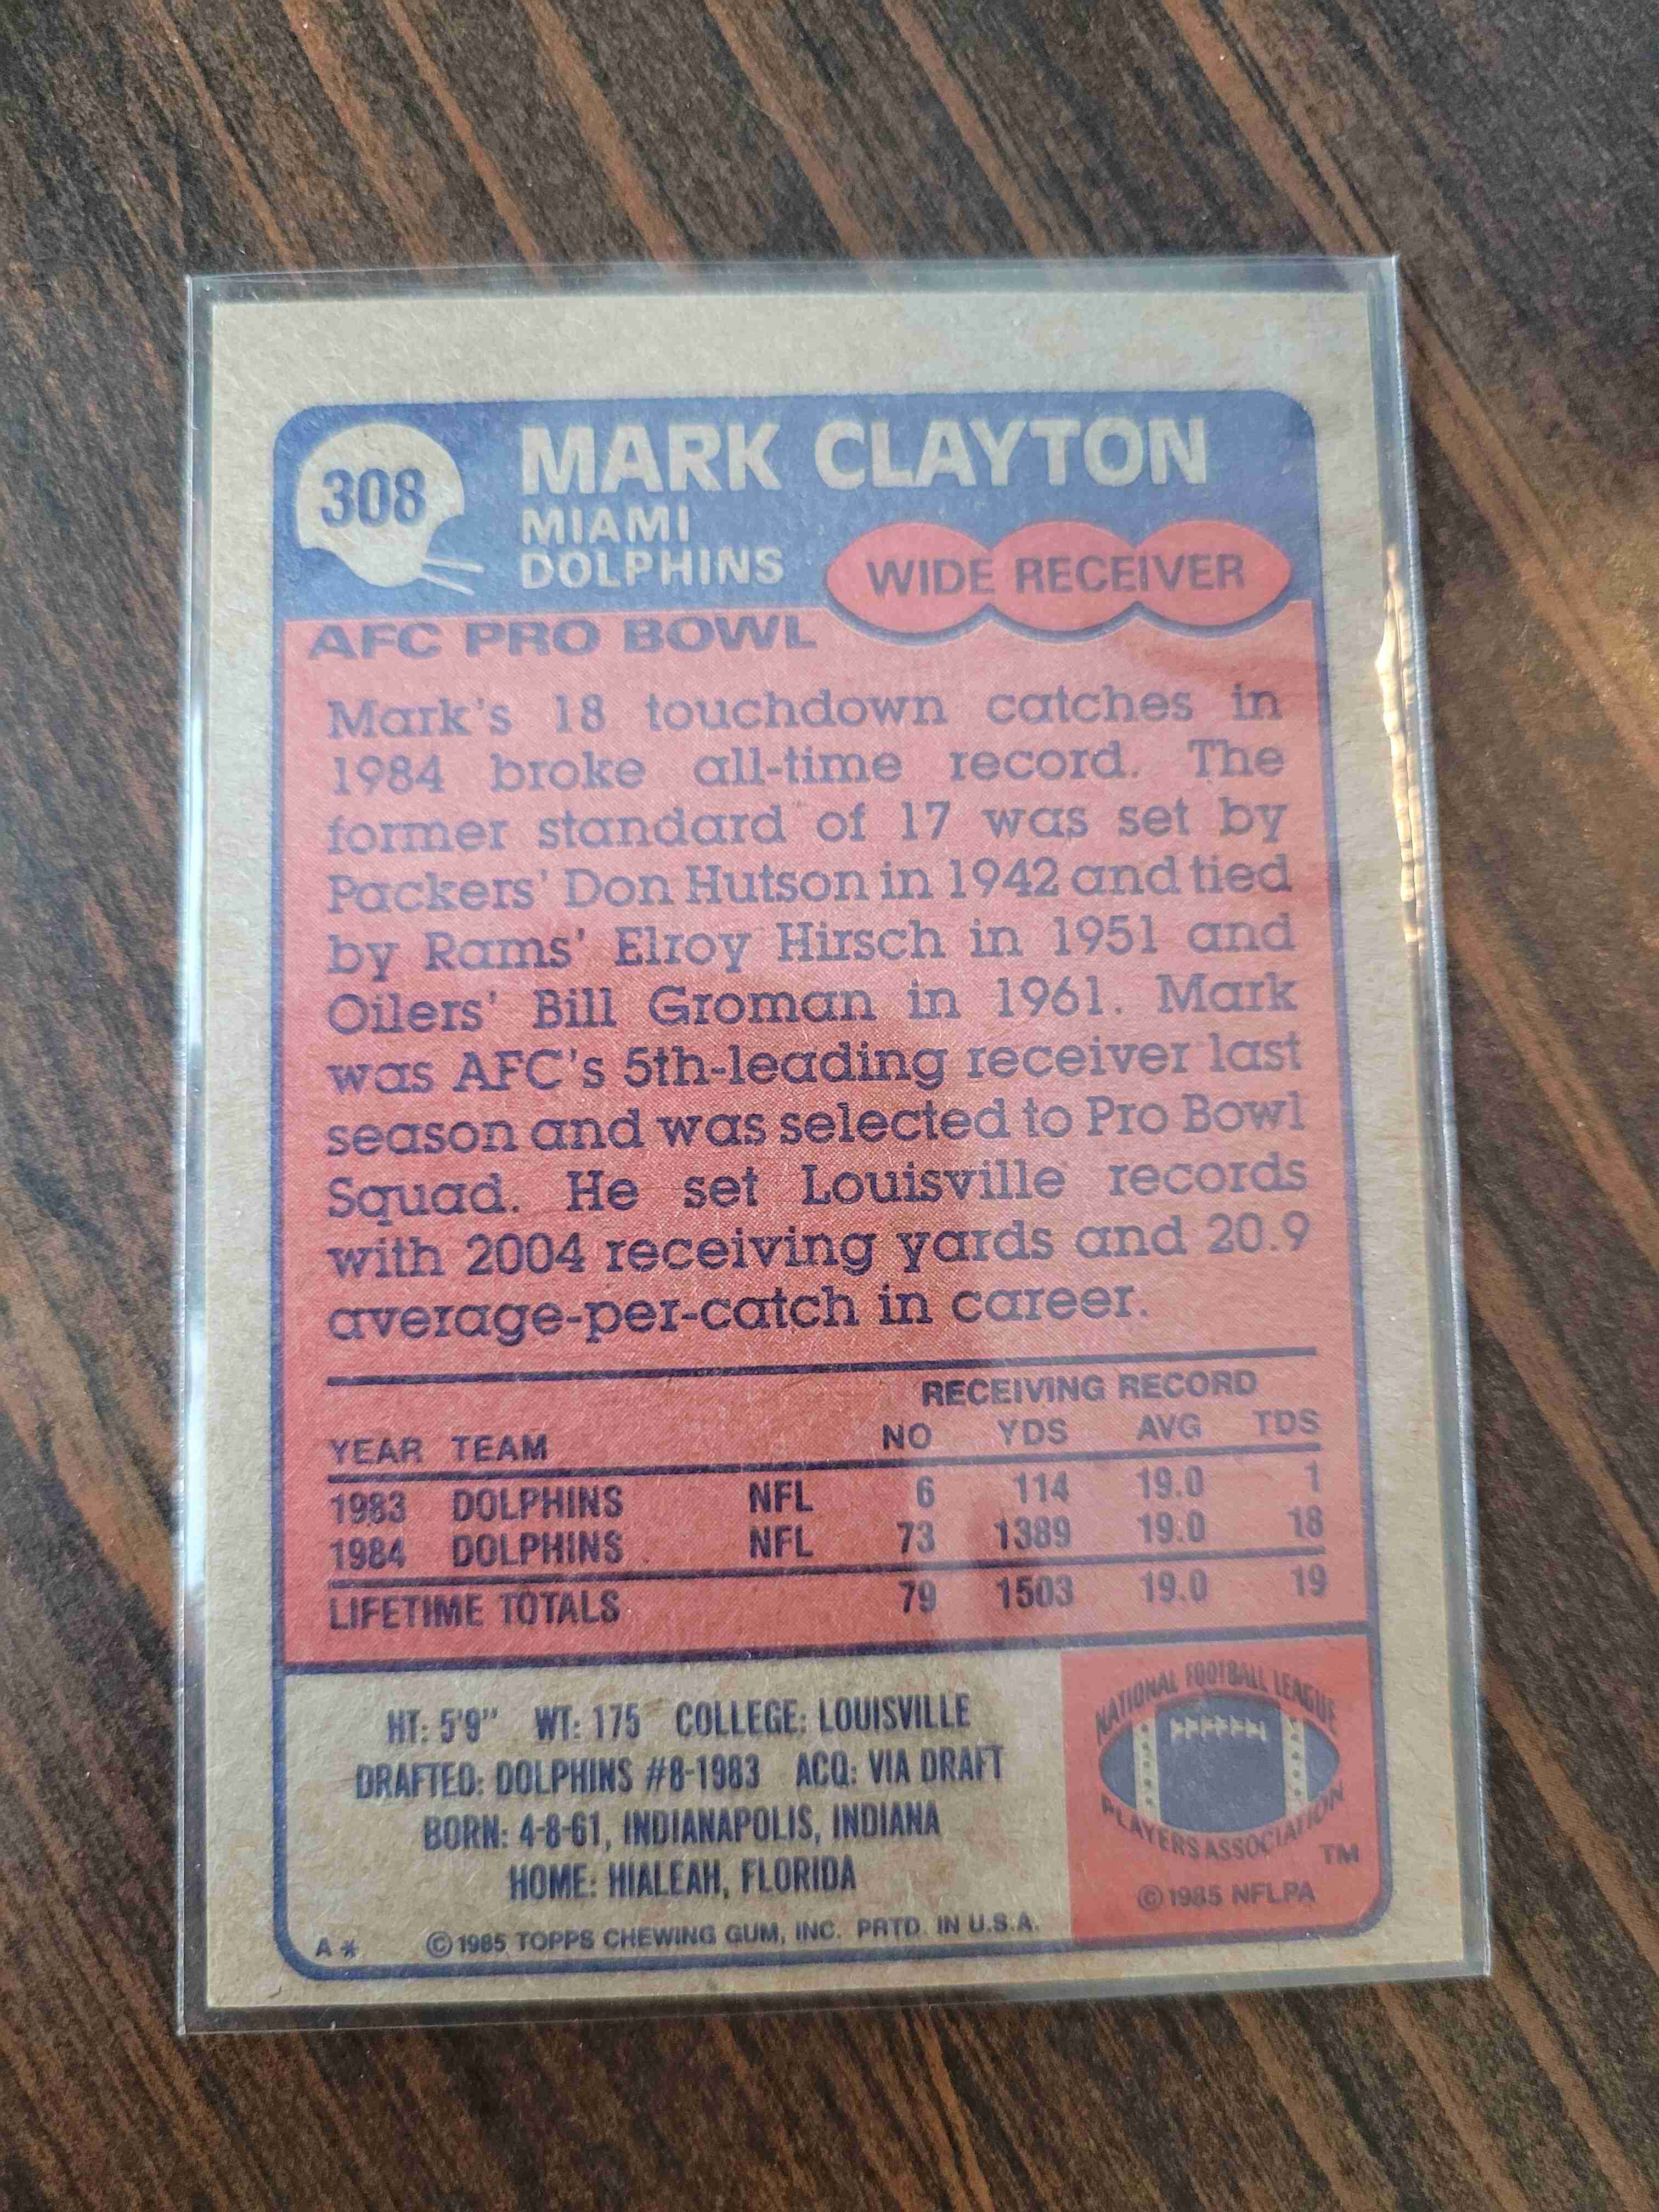 308
MARK CLAYTON
MIAMI
DOLPHINS
WIDE RECEIVER
AFC PRO BOWL
Mark's 18 touchdown catches in
1984 broke all-time record. The
former standard of 17 was set by
Packers' Don Hutson in 1942 and tied
by Rams' Elroy Hirsch in 1951 and
Oilers' Bill Groman in 1961. Mark
was AFC's 5th-leading receiver last
season and was selected to Pro Bowl
Squad. He set Louisville records
with 2004 receiving yards and 20.9
average-per-catch in career.
RECEIVING RECORD
YEAR TEAM NO YDS AVG TDS
1983 DOLPHINS NFL 6 114 19.0 1
1984 DOLPHINS NFL 73 1389 19.0 18
LIFETIME TOTALS 79 1503 19.0 19
HT: 5'9" WT: 175 COLLEGE: LOUISVILLE
DRAFTED: DOLPHINS #8-1983 ACQ: VIA DRAFT
BORN: 4-8-61, INDIANAPOLIS, INDIANA
HOME: HIALEAH, FLORIDA
A* ©1985 TOPPS CHEWING GUM, INC. PRTD. IN U.S.A.
NATIONAL FOOTBALL LEAGUE
PLAYERS ASSOCIATION
TM
©1985 NFLPA